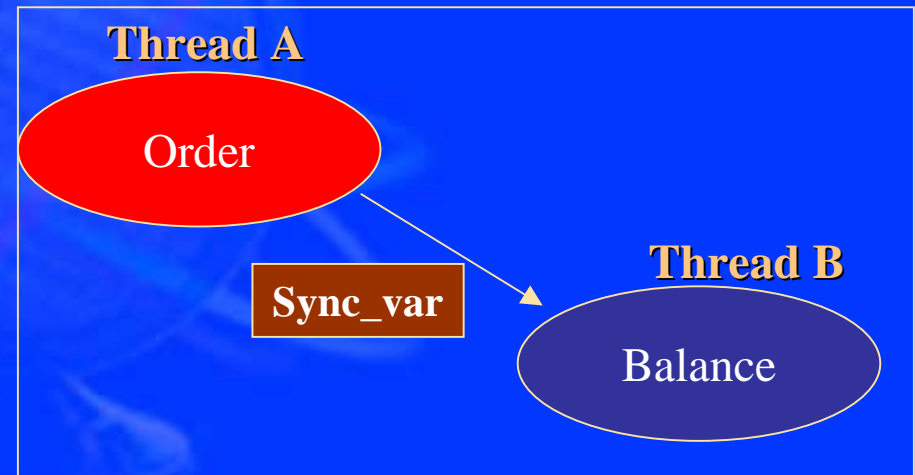 Thread A
Order
Sync_var
Thread B
Balance